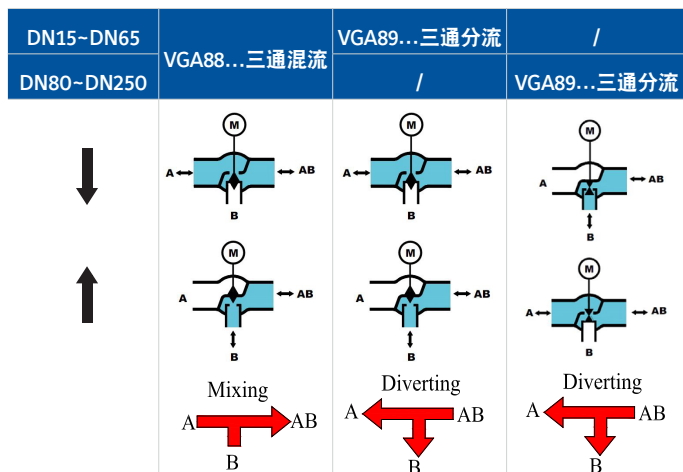 DN15~DN65
VGA88...三通混流
VGA89...三通分流
/
DN80~DN250
/
VGA89...三通分流
M
M
M
A
AB
A
AB
A
AB
B
B
B
M
M
M
A
AB
A
AB
A
AB
B
B
B
Mixing
Diverting
Diverting
A
AB
A
AB
A
AB
B
B
B